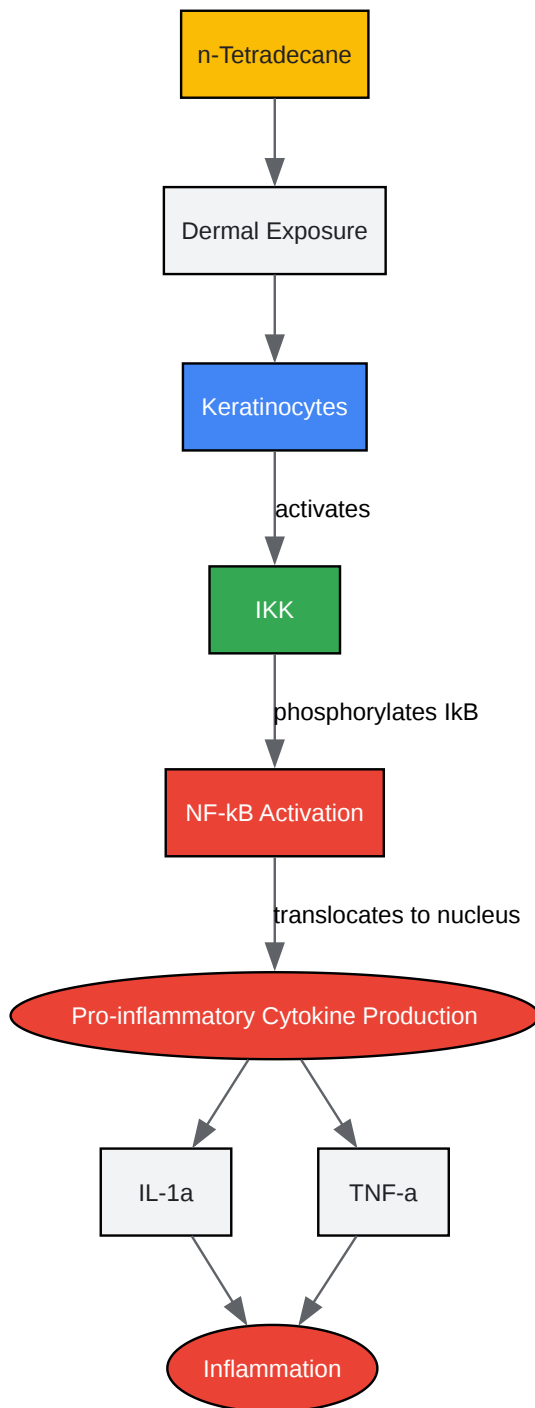 n-Tetradecane
Dermal Exposure
Keratinocytes
activates
IKK
phosphorylates IkB
NF-kB Activation
translocates to nucleus
Pro-inflammatory Cytokine Production
IL-1a
TNF-a
Inflammation